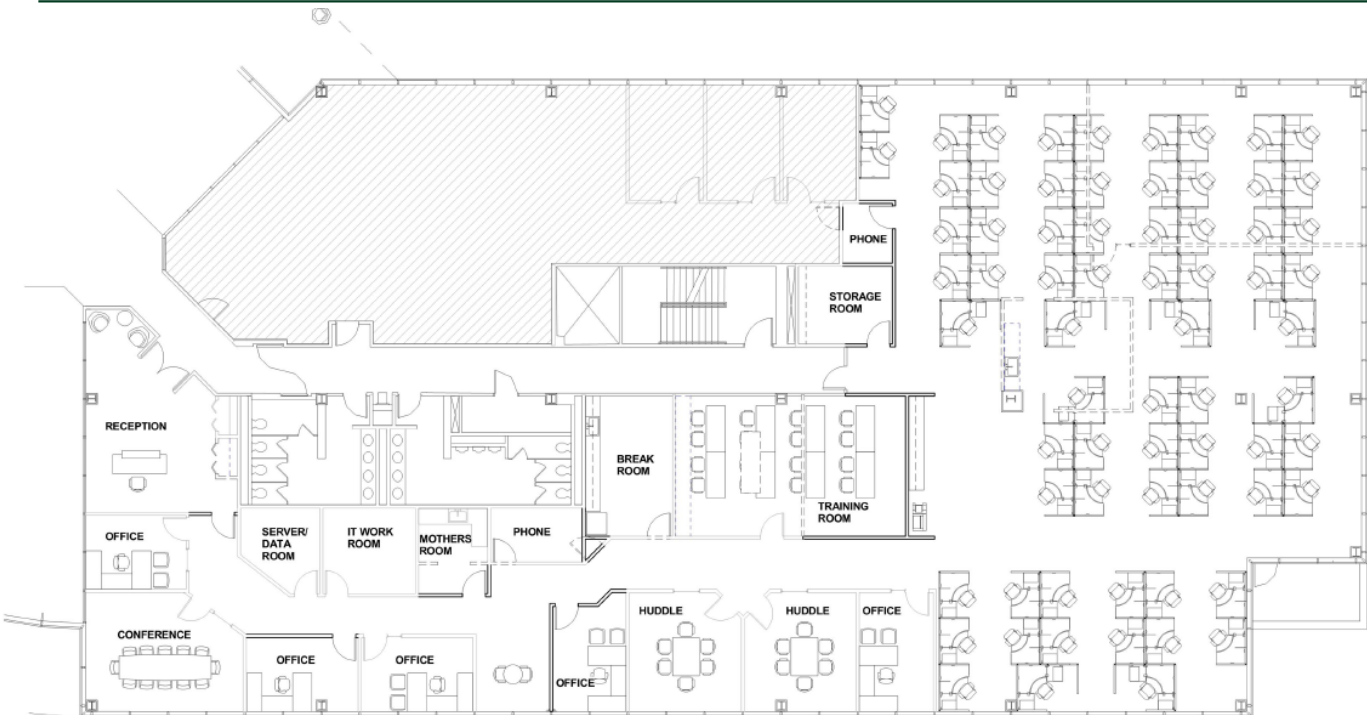 PHONE
STORAGE
ROOM
RECEPTION
BREAK
ROOM
TRAINING
ROOM
OFFICE
SERVER/
DATA
ROOM
IT WORK
ROOM
MOTHERS
ROOM
PHONE
CONFERENCE
OFFICE
OFFICE
OFFICE
HUDDLE
HUDDLE
OFFICE